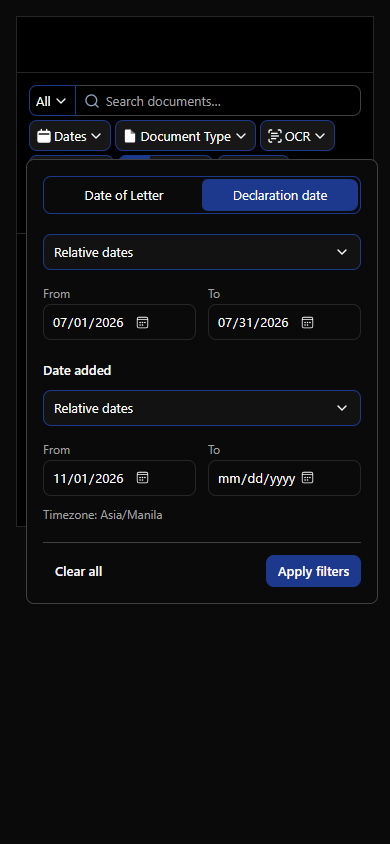 All Search documents...
Dates Document Type OCR
Date of Letter Declaration date
Relative dates
From To
07/01/2026 07/31/2026
Date added
Relative dates
From To
11/01/2026 mm/dd/yyyy
Timezone: Asia/Manila
Clear all Apply filters